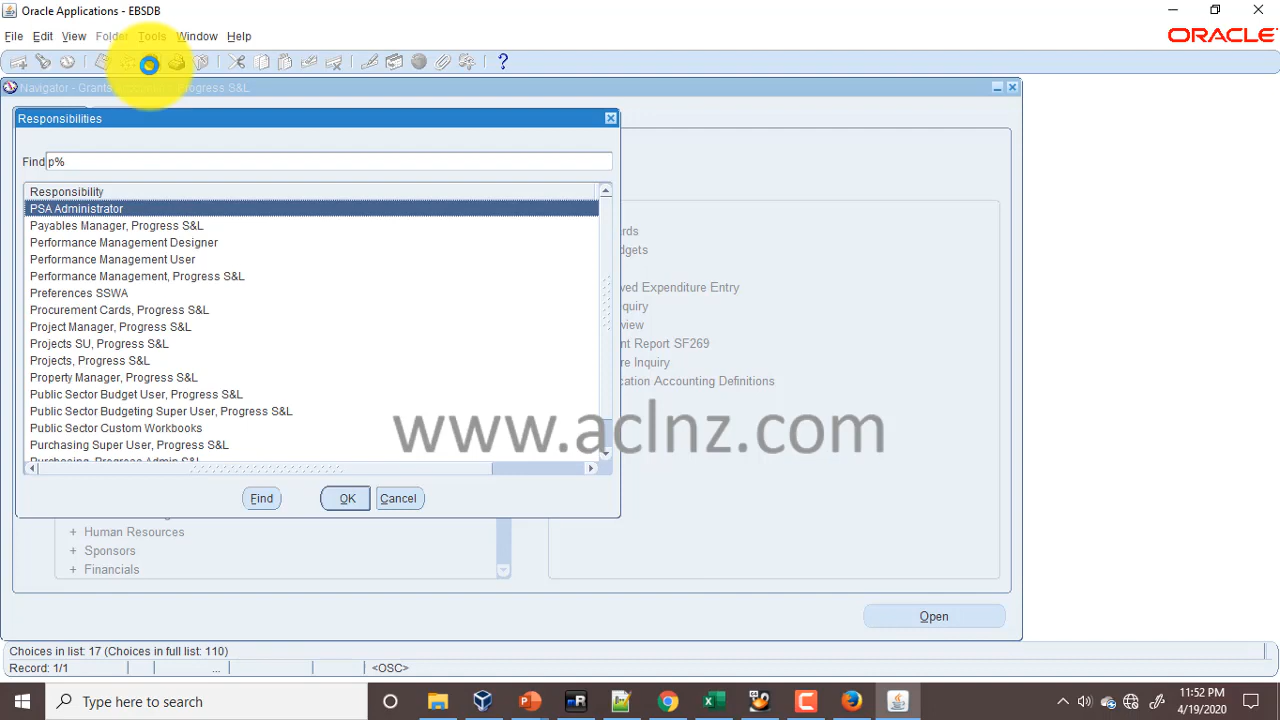 Oracle Applications - EBSDB
File Edit View Folder Tools Window Help
ORACLE
Navigator - Grants Progress S&L
Responsibilities
Find p%
Responsibility
PSA Administrator
Payables Manager, Progress S&L
Performance Management Designer
Performance Management User
Performance Management, Progress S&L
Preferences SSWA
Procurement Cards, Progress S&L
Project Manager, Progress S&L
Projects SU, Progress S&L
Projects, Progress S&L
Property Manager, Progress S&L
Public Sector Budget User, Progress S&L
Public Sector Budgeting Super User, Progress S&L
Public Sector Custom Workbooks
Purchasing Super User, Progress S&L
Purchasing, Progress Admin S&L
Find OK Cancel
rds
dgets
ved Expenditure Entry
quiry
view
nt Report SF269
re Inquiry
cation Accounting Definitions
www.aclnz.com
+ Human Resources
+ Sponsors
+ Financials
Open
Choices in list: 17 (Choices in full list: 110)
Record: 1/1 ... <OSC>
Type here to search
11:52 PM
4/19/2020